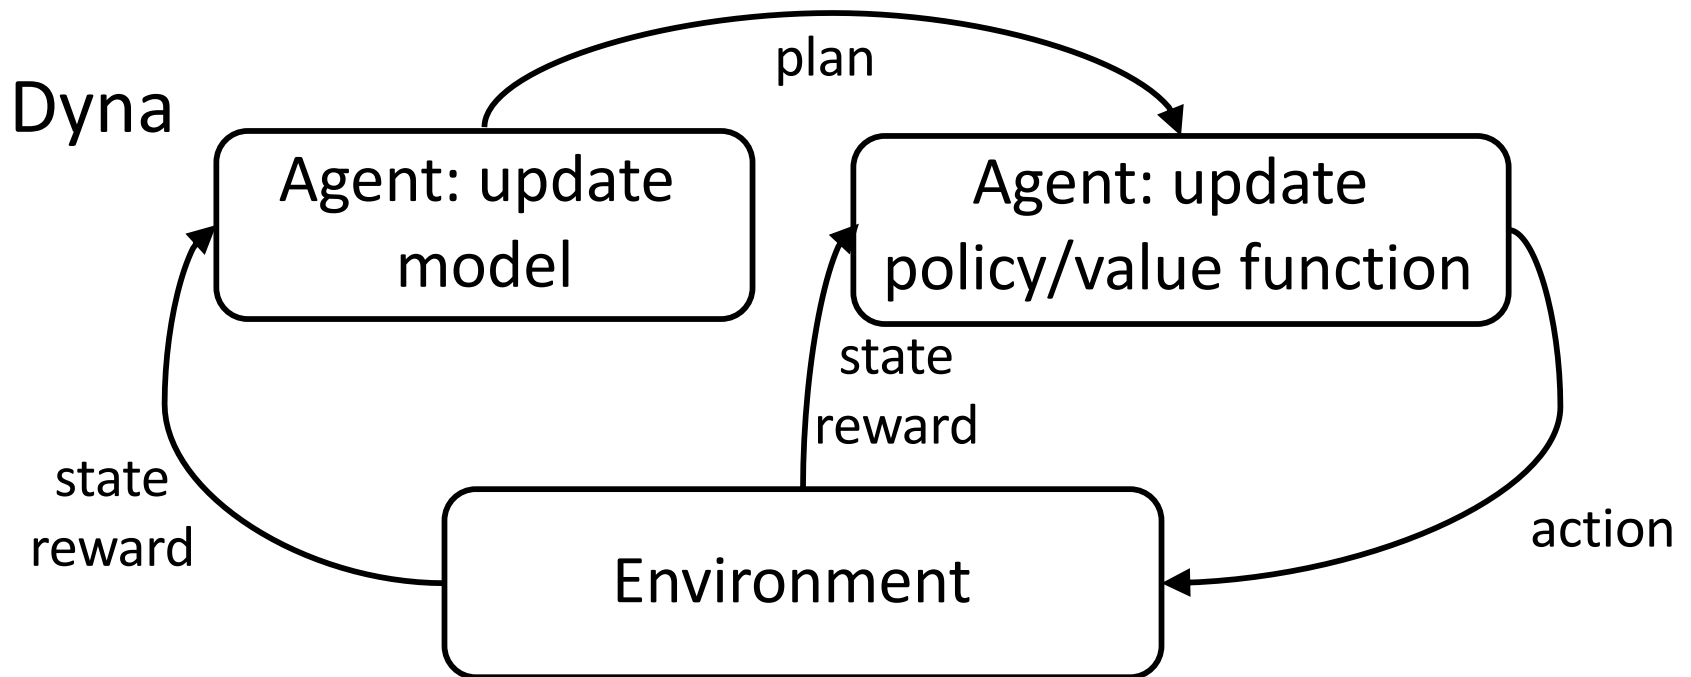 plan
Dyna
Agent: update
model
Agent: update
policy/value function
state
reward
state
reward
action
Environment